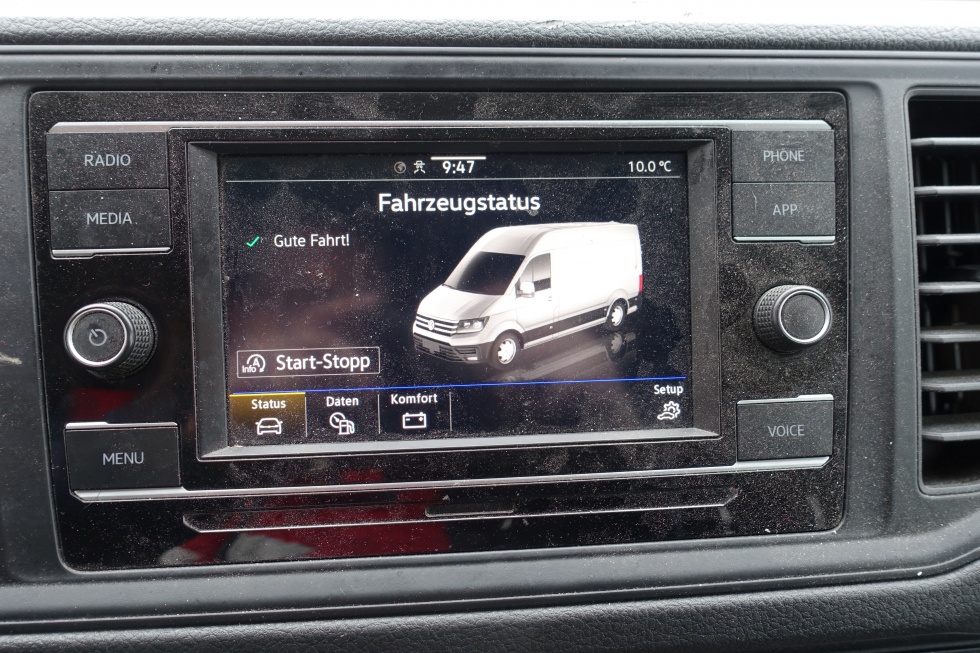 RADIO
MEDIA
MENU
9:47
10.0 °C
Fahrzeugstatus
Gute Fahrt!
A
Info
Start-Stopp
Status
Daten
Komfort
Setup
PHONE
APP
VOICE